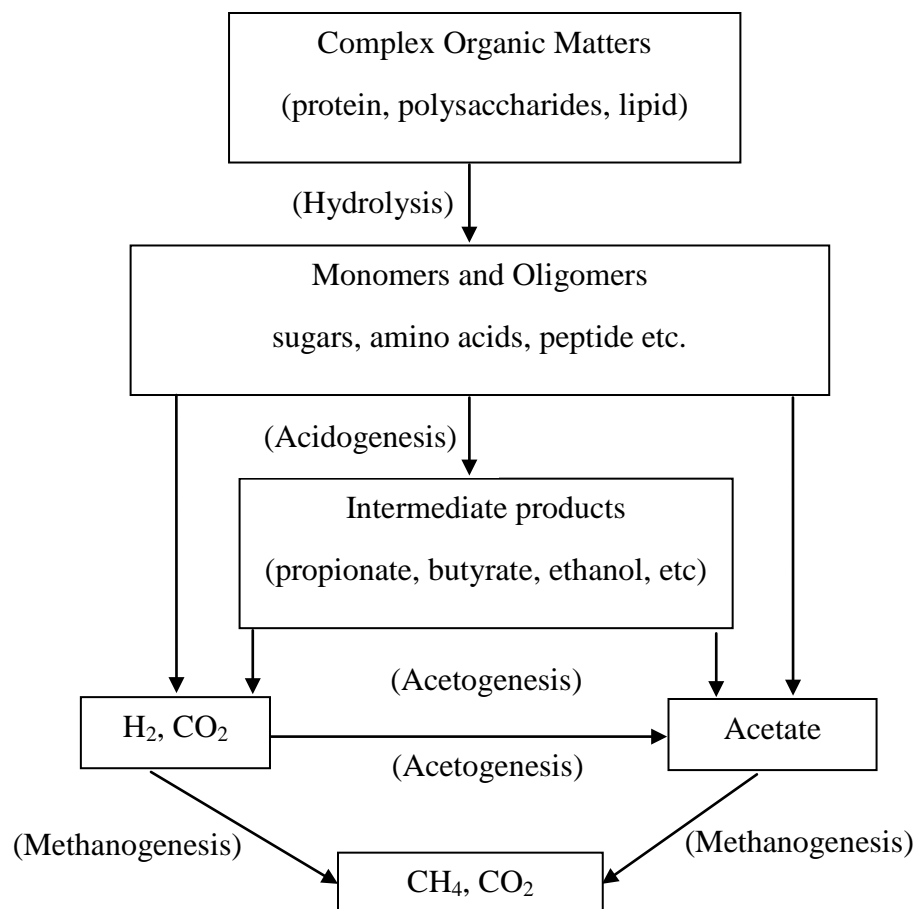 Complex Organic Matters
(protein, polysaccharides, lipid)
(Hydrolysis)
Monomers and Oligomers
sugars, amino acids, peptide etc.
(Acidogenesis)
Intermediate products
(propionate, butyrate, ethanol, etc)
(Acetogenesis)
H₂, CO₂
Acetate
(Acetogenesis)
(Methanogenesis)
(Methanogenesis)
CH₄, CO₂